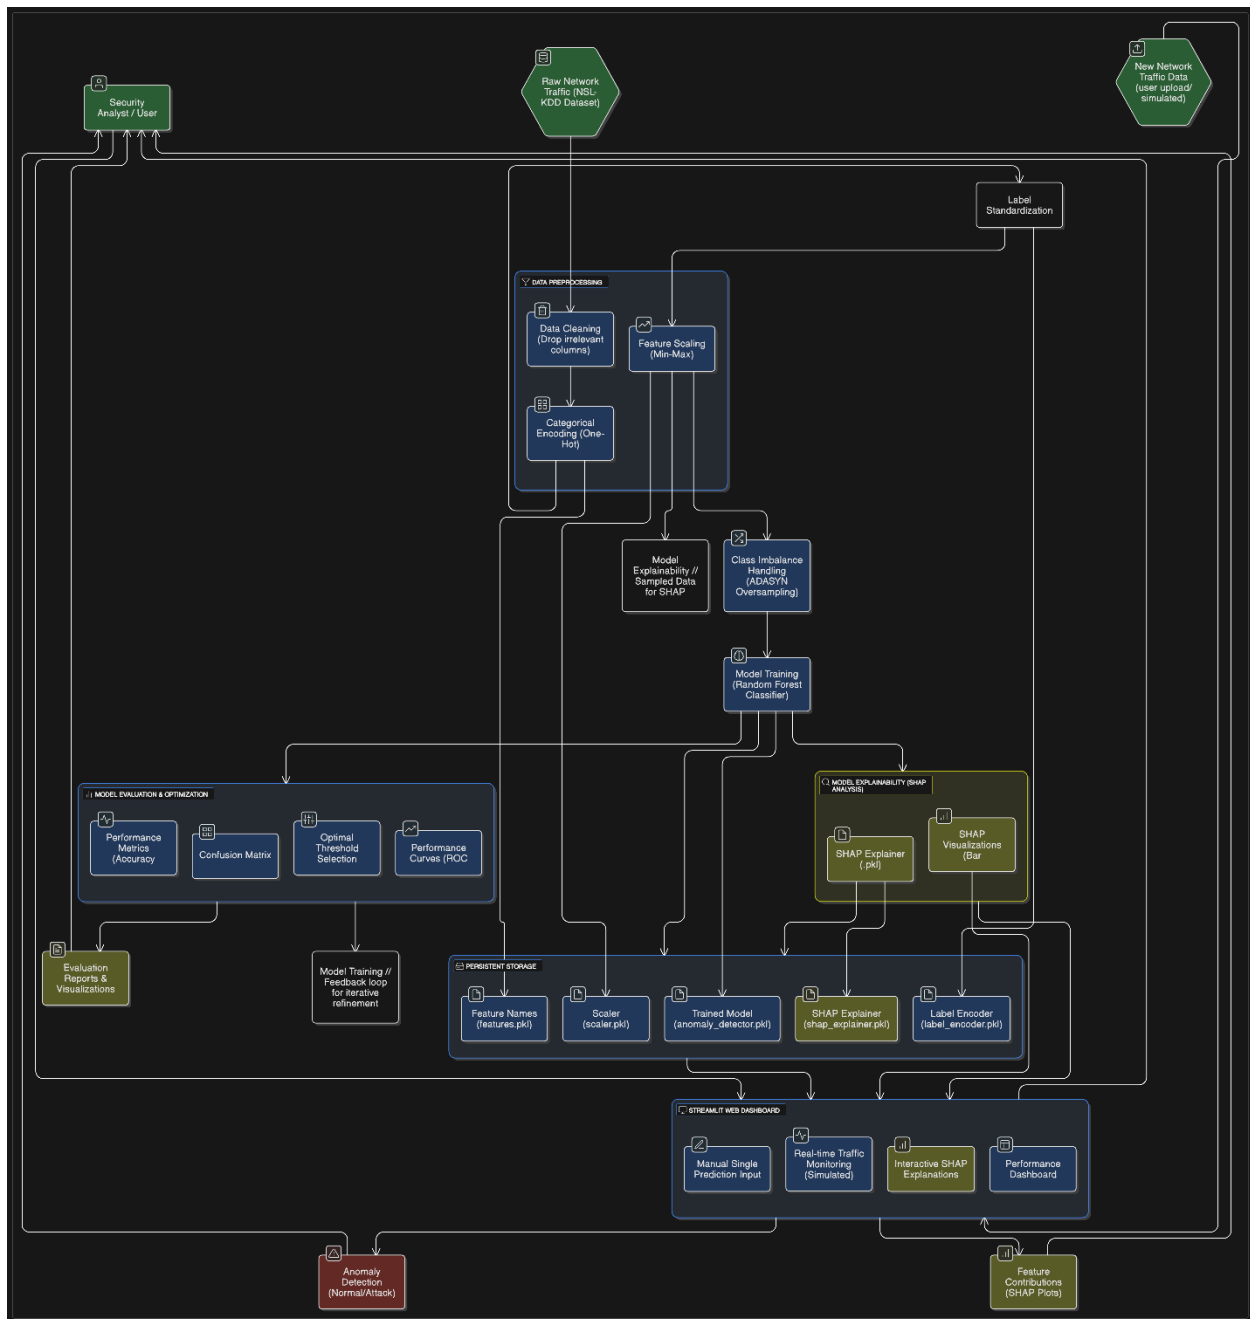 Security
Analyst / User
Raw Network
Traffic (NSL-
KDD Dataset)
New Network
Traffic Data
(user upload/
simulated)
Label
Standardization
DATA PREPROCESSING
Data Cleaning
(Drop irrelevant
columns)
Feature Scaling
(Min-Max)
Categorical
Encoding (One-
Hot)
Model
Explainability //
Sampled Data
for SHAP
Class Imbalance
Handling
(ADASYN
Oversampling)
Model Training
(Random Forest
Classifier)
MODEL EVALUATION & OPTIMIZATION
Performance
Metrics
(Accuracy
Confusion Matrix
Optimal
Threshold
Selection
Performance
Curves (ROC
MODEL EXPLAINABILITY (SHAP
ANALYSIS)
SHAP Explainer
(.pkl)
SHAP
Visualizations
(Bar
Evaluation
Reports &
Visualizations
Model Training //
Feedback loop
for iterative
refinement
PERSISTENT STORAGE
Feature Names
(features.pkl)
Scaler
(scaler.pkl)
Trained Model
(anomaly_detector.pkl)
SHAP Explainer
(shap_explainer.pkl)
Label Encoder
(label_encoder.pkl)
STREAMLIT WEB DASHBOARD
Manual Single
Prediction Input
Real-time Traffic
Monitoring
(Simulated)
Interactive SHAP
Explanations
Performance
Dashboard
Anomaly
Detection
(Normal/Attack)
Feature
Contributions
(SHAP Plots)